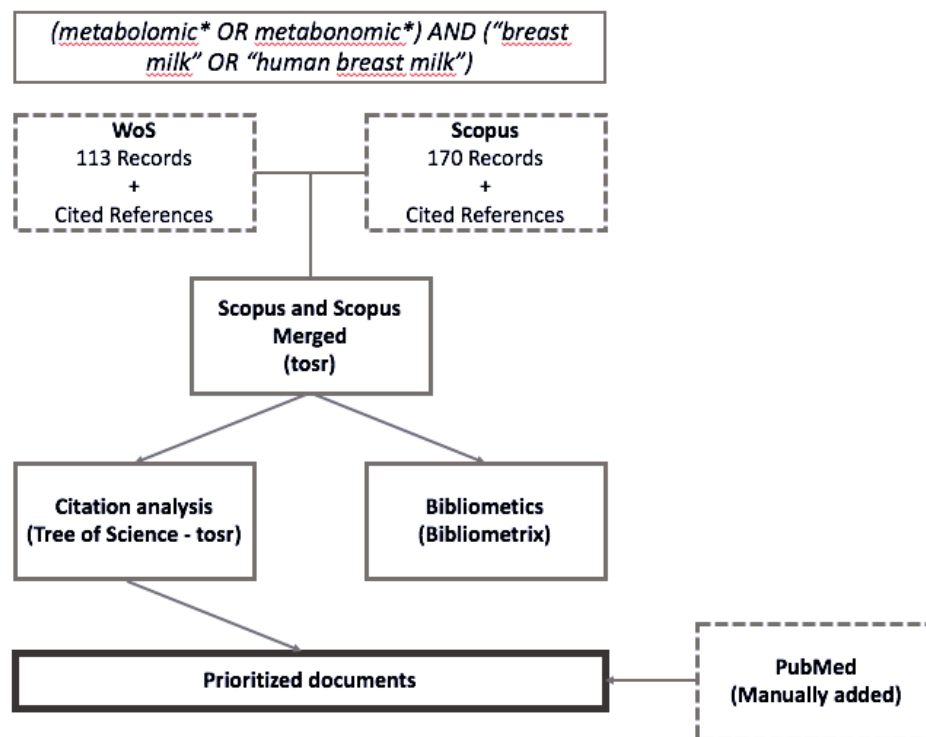 (metabolomic* OR metabonomic*) AND (“breast
milk” OR “human breast milk”)
WoS
113 Records
+
Cited References
Scopus
170 Records
+
Cited References
Scopus and Scopus
Merged
(tosr)
Citation analysis
(Tree of Science - tosr)
Bibliometics
(Bibliometrix)
Prioritized documents
PubMed
(Manually added)